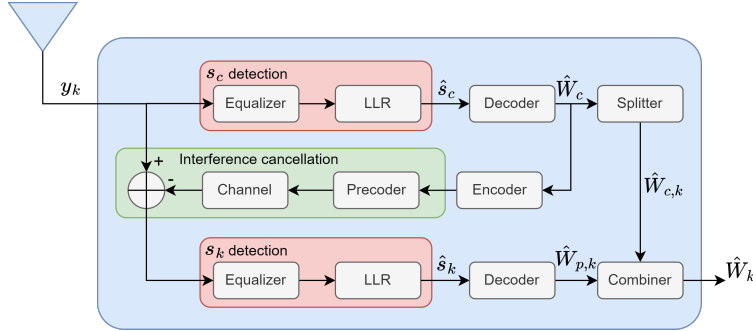 s_c detection
y_k
Equalizer
LLR
ŝ_c
Decoder
Ŵ_c
Splitter
+
Interference cancellation
-
Channel
Precoder
Encoder
Ŵ_{c,k}
s_k detection
Equalizer
LLR
ŝ_k
Decoder
Ŵ_{p,k}
Combiner
Ŵ_k